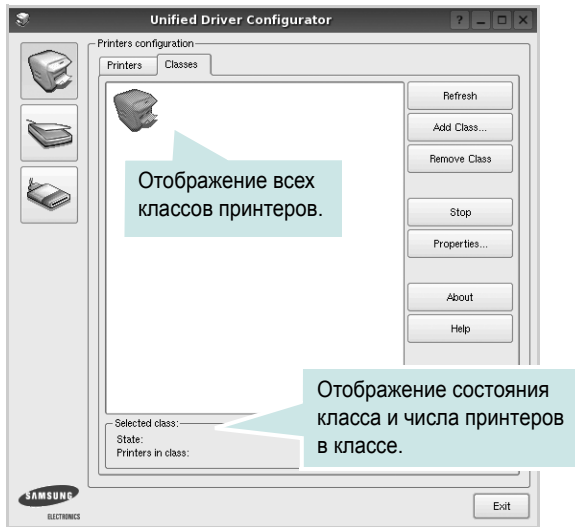 Unified Driver Configurator
Printers configuration
Printers
Classes
Refresh
Add Class...
Remove Class
Отображение всех
классов принтеров.
Stop
Properties...
About
Help
Отображение состояния
класса и числа принтеров
в классе.
Selected class:
State:
Printers in class:
SAMSUNG
ELECTRONICS
Exit